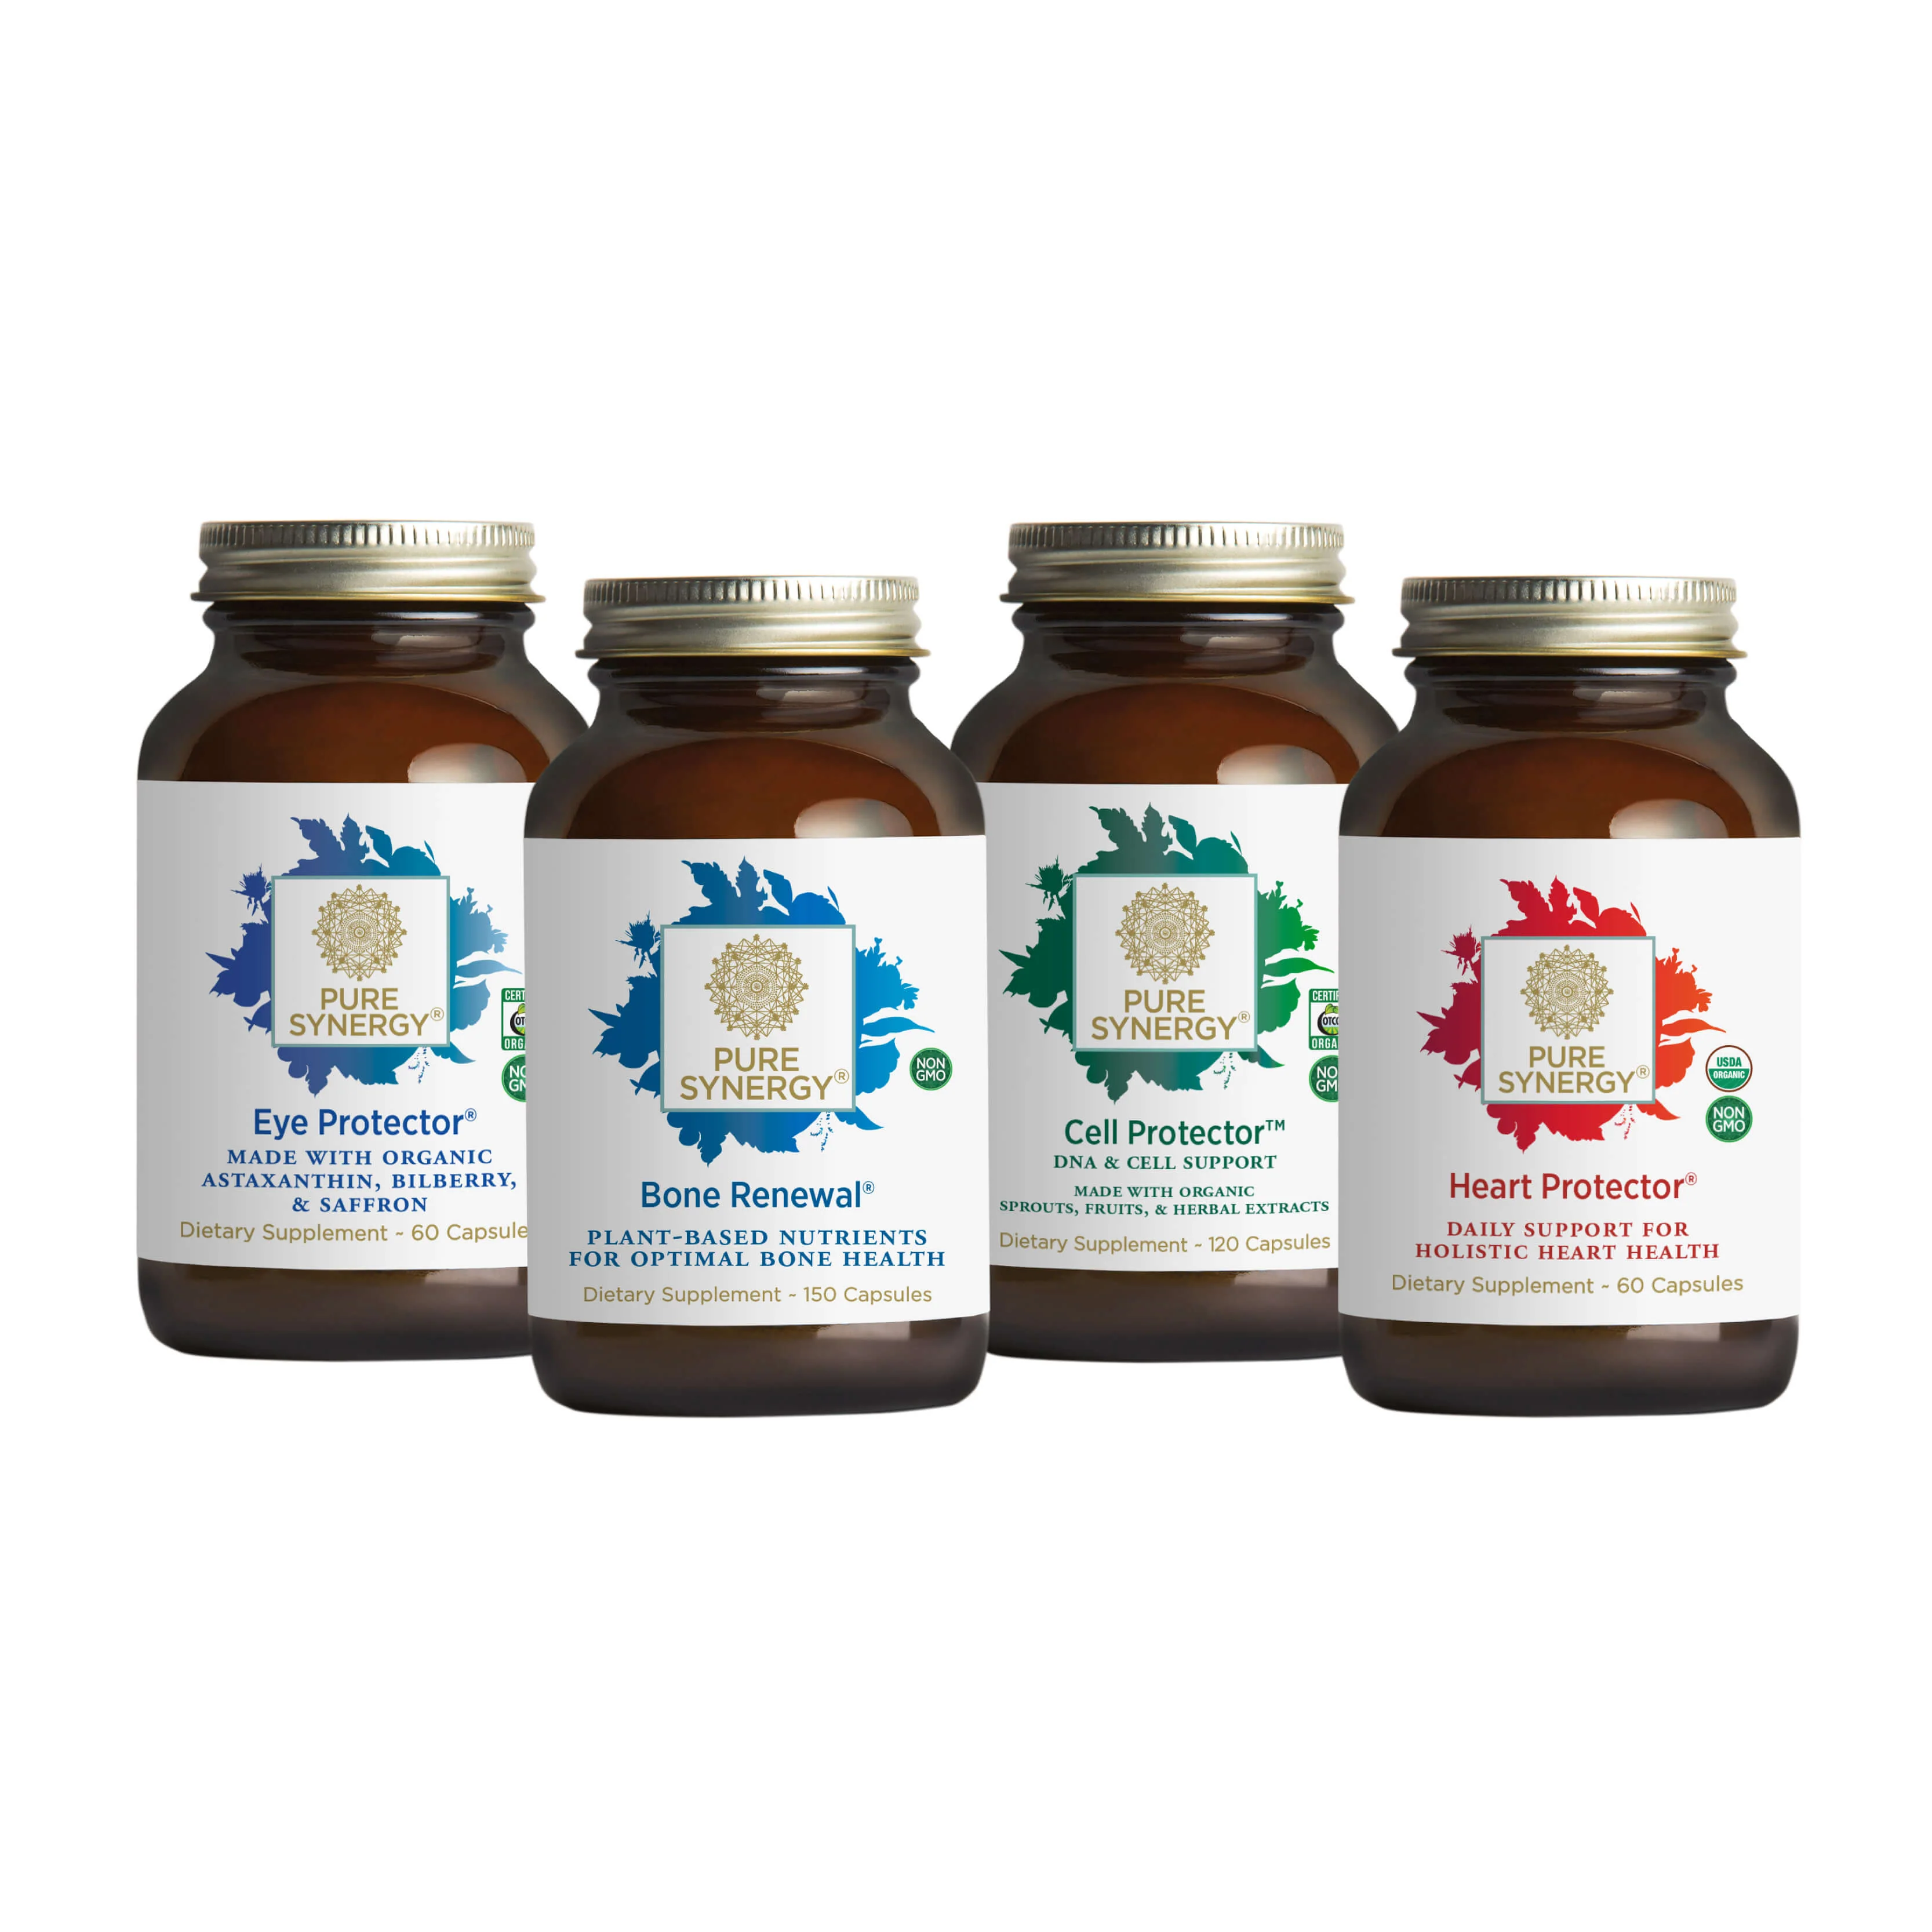 PURE
SYNERGY®
Eye Protector®
MADE WITH ORGANIC
ASTAXANTHIN, BILBERRY,
& SAFFRON
Dietary Supplement ~ 60
PURE
SYNERGY®
NON
GMO
Bone Renewal®
PLANT-BASED NUTRIENTS
FOR OPTIMAL BONE HEALTH
Dietary Supplement ~ 150 Capsules
PURE
SYNERGY®
Cell Protector™
DNA & CELL SUPPORT
MADE WITH ORGANIC
SPROUTS, FRUITS, & HERBAL EXTRACTS
Dietary Supplement ~ 120 Capsules
PURE
SYNERGY®
USDA
ORGANIC
NON
GMO
Heart Protector®
DAILY SUPPORT FOR
HOLISTIC HEART HEALTH
Dietary Supplement ~ 60 Capsules